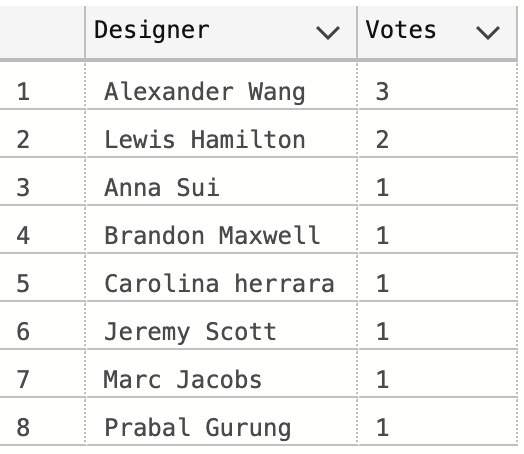 Designer Votes
1 Alexander Wang 3
2 Lewis Hamilton 2
3 Anna Sui 1
4 Brandon Maxwell 1
5 Carolina herrara 1
6 Jeremy Scott 1
7 Marc Jacobs 1
8 Prabal Gurung 1